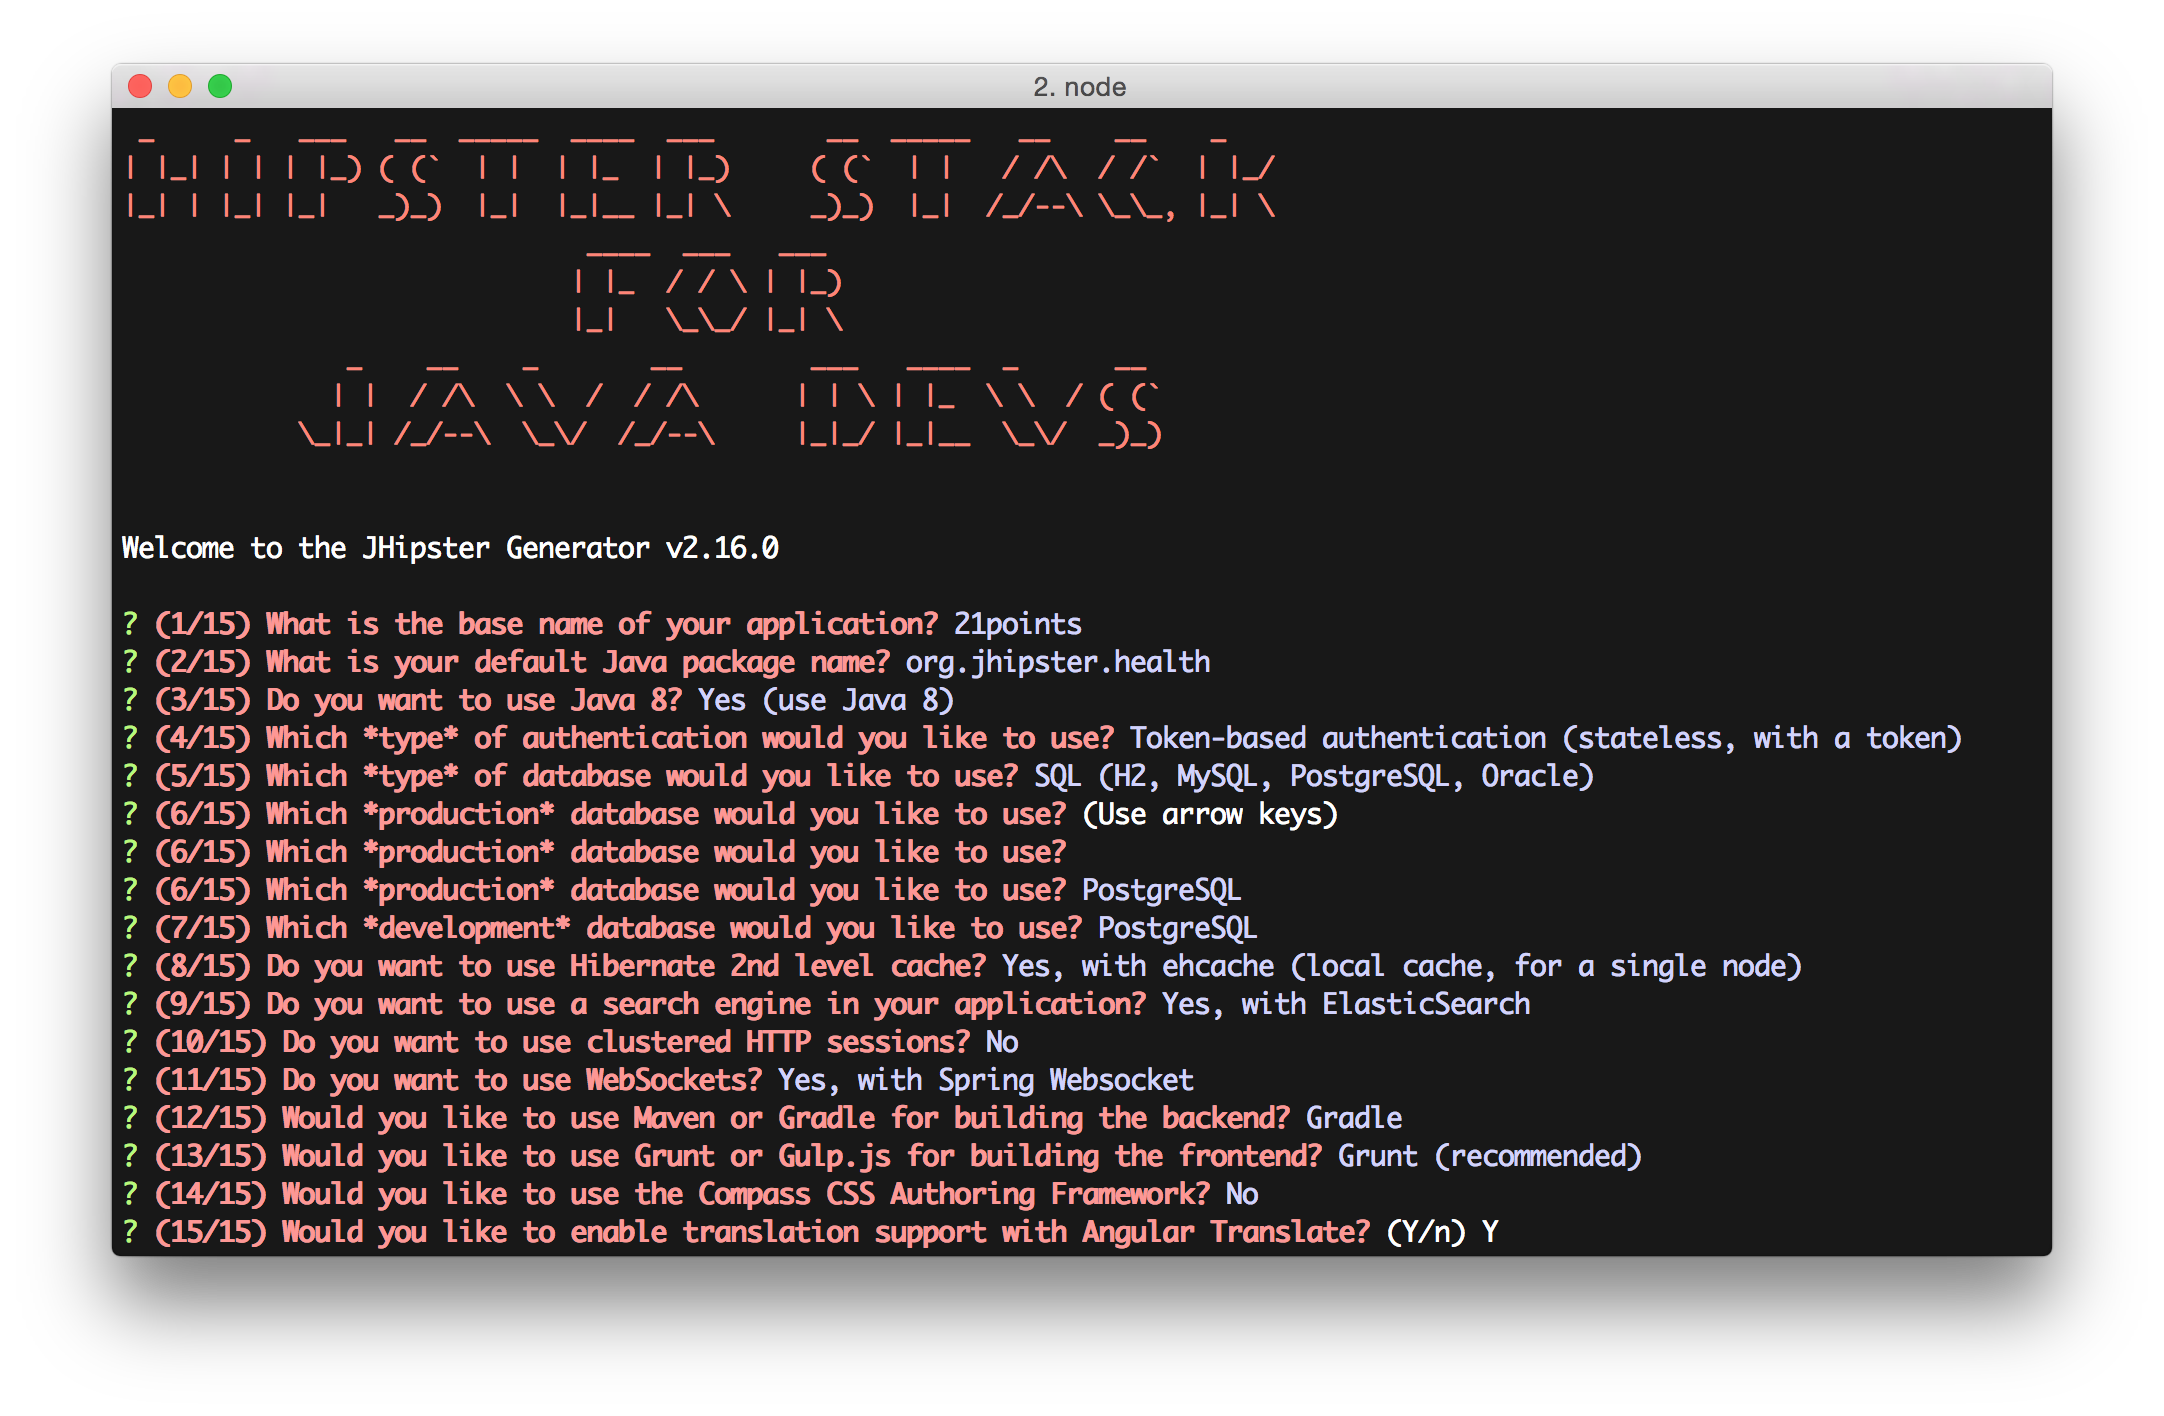 2. node
HIPSTER STACK
FOR
JAVA DEVS
Welcome to the JHipster Generator v2.16.0
? (1/15) What is the base name of your application? 21points
? (2/15) What is your default Java package name? org.jhipster.health
? (3/15) Do you want to use Java 8? Yes (use Java 8)
? (4/15) Which *type* of authentication would you like to use? Token-based authentication (stateless, with a token)
? (5/15) Which *type* of database would you like to use? SQL (H2, MySQL, PostgreSQL, Oracle)
? (6/15) Which *production* database would you like to use? (Use arrow keys)
? (6/15) Which *production* database would you like to use?
? (6/15) Which *production* database would you like to use? PostgreSQL
? (7/15) Which *development* database would you like to use? PostgreSQL
? (8/15) Do you want to use Hibernate 2nd level cache? Yes, with ehcache (local cache, for a single node)
? (9/15) Do you want to use a search engine in your application? Yes, with ElasticSearch
? (10/15) Do you want to use clustered HTTP sessions? No
? (11/15) Do you want to use WebSockets? Yes, with Spring Websocket
? (12/15) Would you like to use Maven or Gradle for building the backend? Gradle
? (13/15) Would you like to use Grunt or Gulp.js for building the frontend? Grunt (recommended)
? (14/15) Would you like to use the Compass CSS Authoring Framework? No
? (15/15) Would you like to enable translation support with Angular Translate? (Y/n) Y